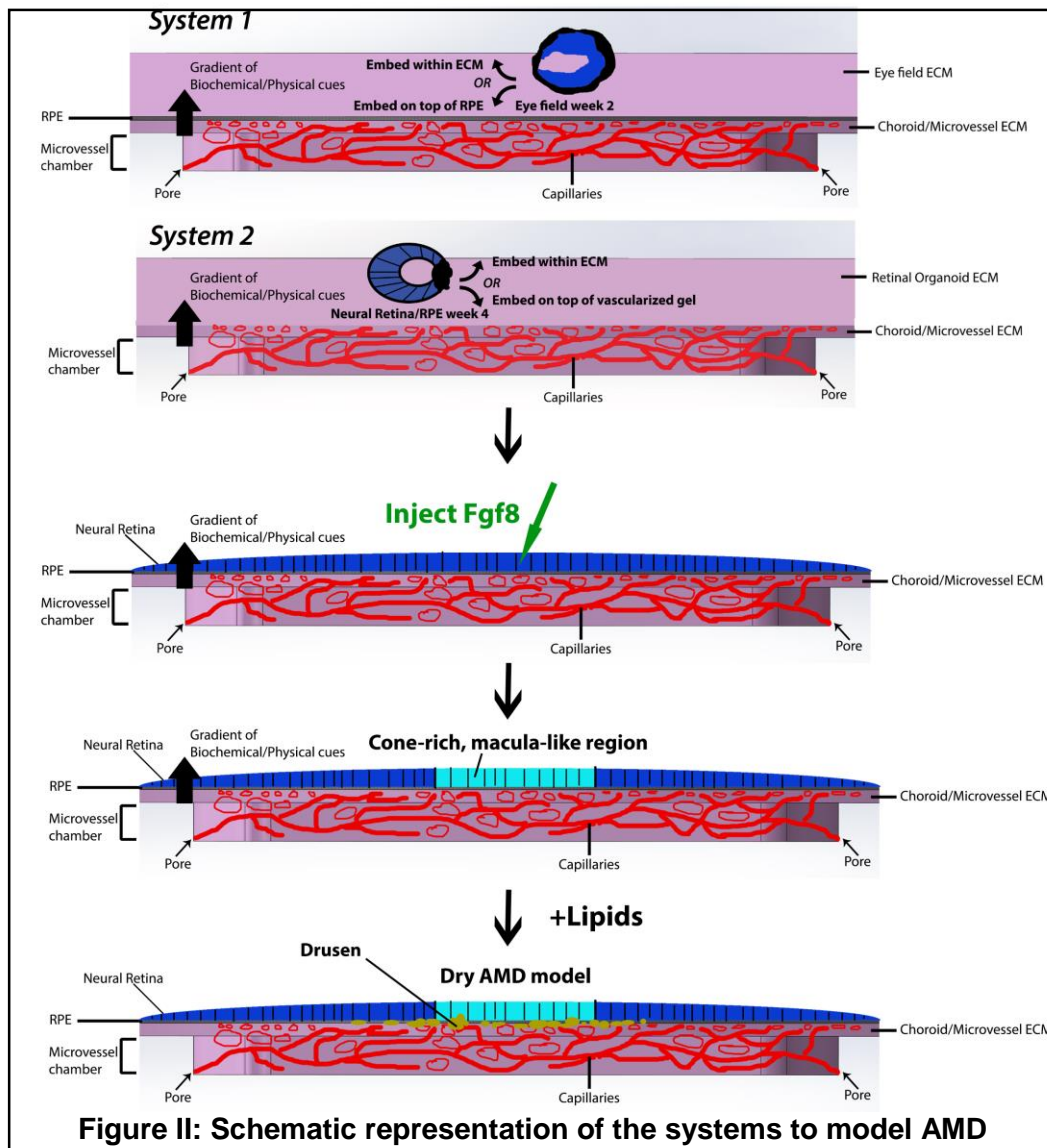 System 1
Gradient of
Biochemical/Physical cues
Embed within ECM
OR
Embed on top of RPE
Eye field week 2
Eye field ECM
RPE
Choroid/Microvessel ECM
Microvessel
chamber
Pore
Capillaries
Pore
System 2
Gradient of
Biochemical/Physical cues
Embed within ECM
OR
Embed on top of vascularized gel
Neural Retina/RPE week 4
Retinal Organoid ECM
Choroid/Microvessel ECM
Microvessel
chamber
Pore
Capillaries
Pore
Inject Fgf8
Neural Retina
Gradient of
Biochemical/Physical cues
RPE
Choroid/Microvessel ECM
Microvessel
chamber
Pore
Capillaries
Pore
Neural Retina
Gradient of
Biochemical/Physical cues
Cone-rich, macula-like region
RPE
Choroid/Microvessel ECM
Microvessel
chamber
Pore
Capillaries
Pore
+Lipids
Drusen
Dry AMD model
Neural Retina
RPE
Choroid/Microvessel ECM
Microvessel
chamber
Pore
Capillaries
Pore
Figure II: Schematic representation of the systems to model AMD